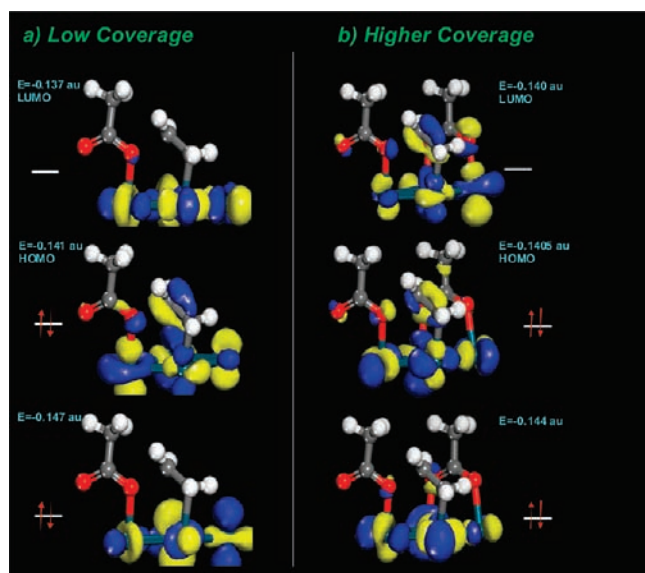 a) Low Coverage
E=-0.137 au
LUMO
E=-0.141 au
HOMO
E=-0.147 au
b) Higher Coverage
E=-0.140 au
LUMO
E=-0.1405 au
HOMO
E=-0.144 au